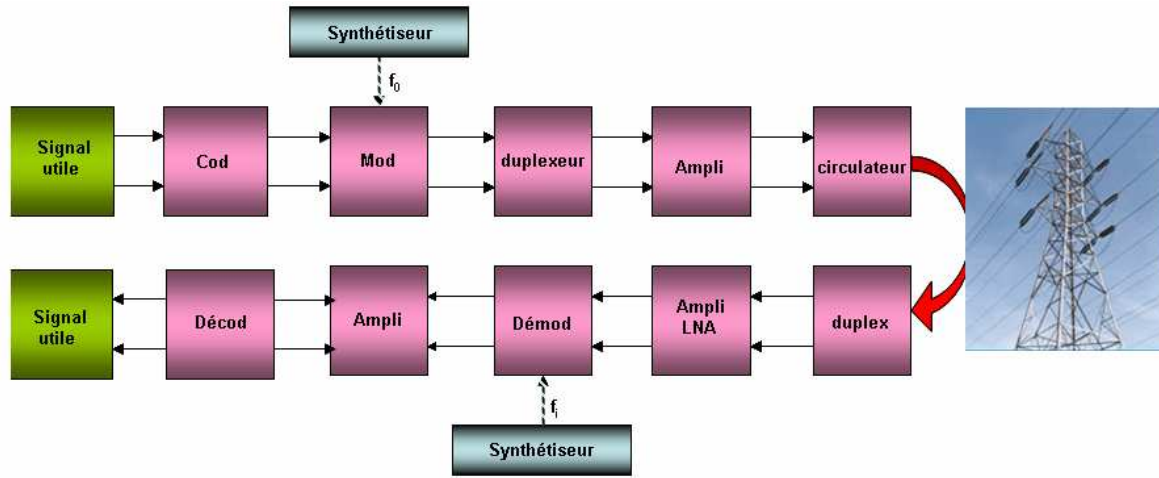 Synthétiseur
f0
Signal
utile
Cod
Mod
duplexeur
Ampli
circulateur
Signal
utile
Décod
Ampli
Démod
Ampli
LNA
duplex
fi
Synthétiseur